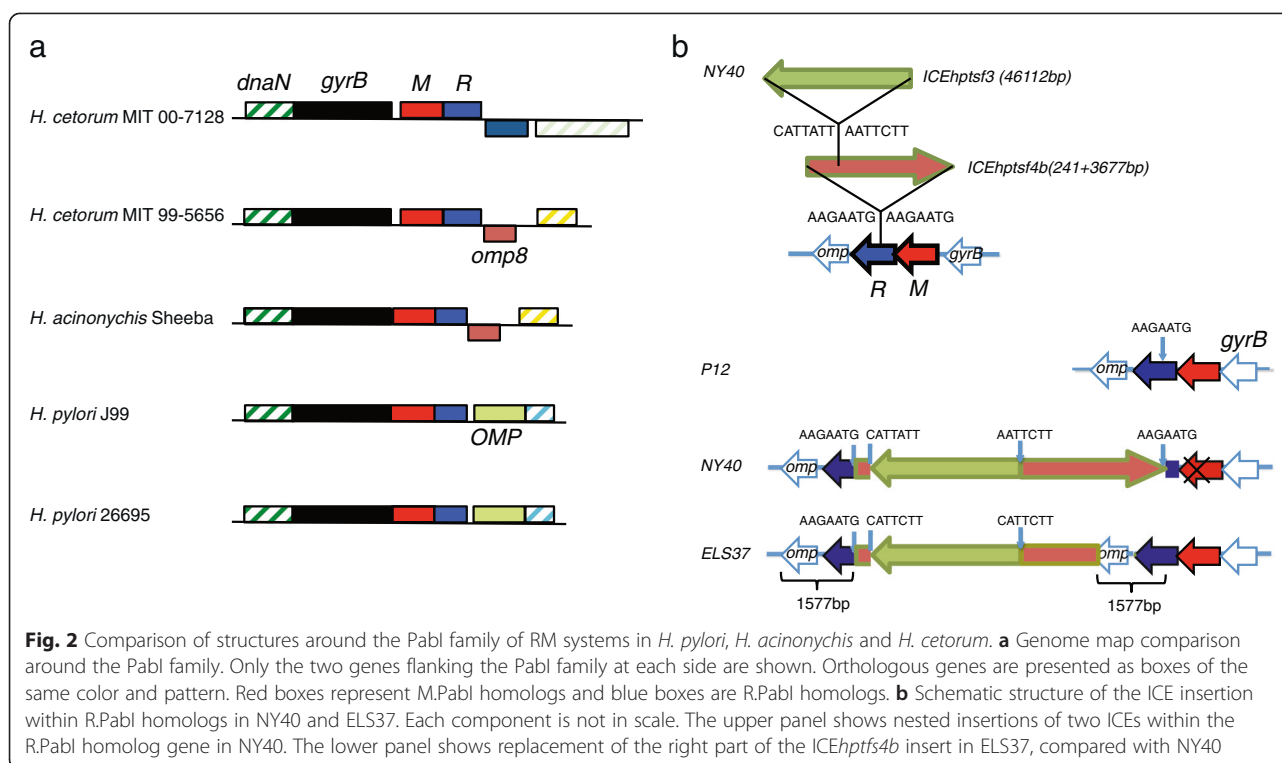 a
dnaN gyrB M R
H. cetorum MIT 00-7128
H. cetorum MIT 99-5656
omp8
H. acinonychis Sheeba
H. pylori J99
OMP
H. pylori 26695
b
NY40 ICEhptsf3 (46112bp)
CATTATT AATTCTT
ICEhptsf4b(241+3677bp)
AAGAATG AAGAATG
omp gyrB
R M
AAGAATG gyrB
P12 omp
AAGAATG CATTATT AATTCTT AAGAATG
NY40 omp
AAGAATG CATTCTT CATTCTT
ELS37 omp omp
1577bp 1577bp
Fig. 2 Comparison of structures around the PabI family of RM systems in H. pylori, H. acinonychis and H. cetorum. a Genome map comparison
around the PabI family. Only the two genes flanking the PabI family at each side are shown. Orthologous genes are presented as boxes of the
same color and pattern. Red boxes represent M.PabI homologs and blue boxes are R.PabI homologs. b Schematic structure of the ICE insertion
within R.PabI homologs in NY40 and ELS37. Each component is not in scale. The upper panel shows nested insertions of two ICEs within the
R.PabI homolog gene in NY40. The lower panel shows replacement of the right part of the ICEhptfs4b insert in ELS37, compared with NY40